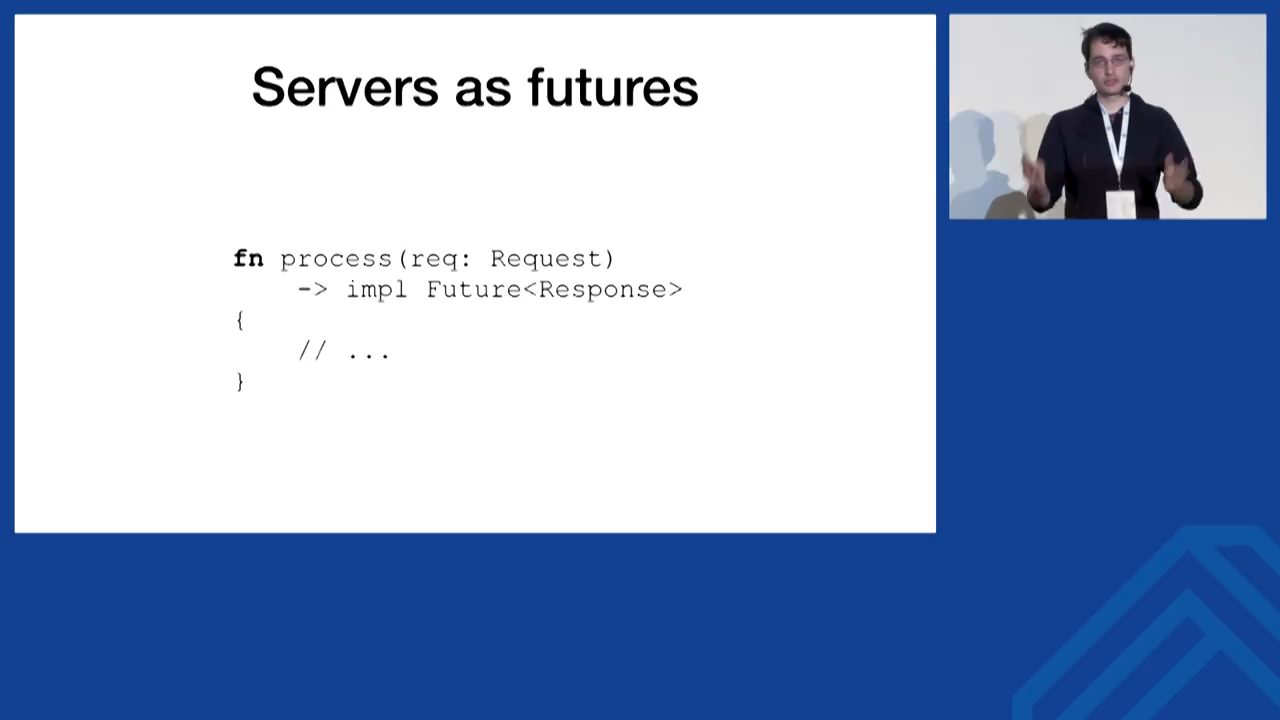 Servers as futures
fn process(req: Request)
-> impl Future<Response>
{
// ...
}